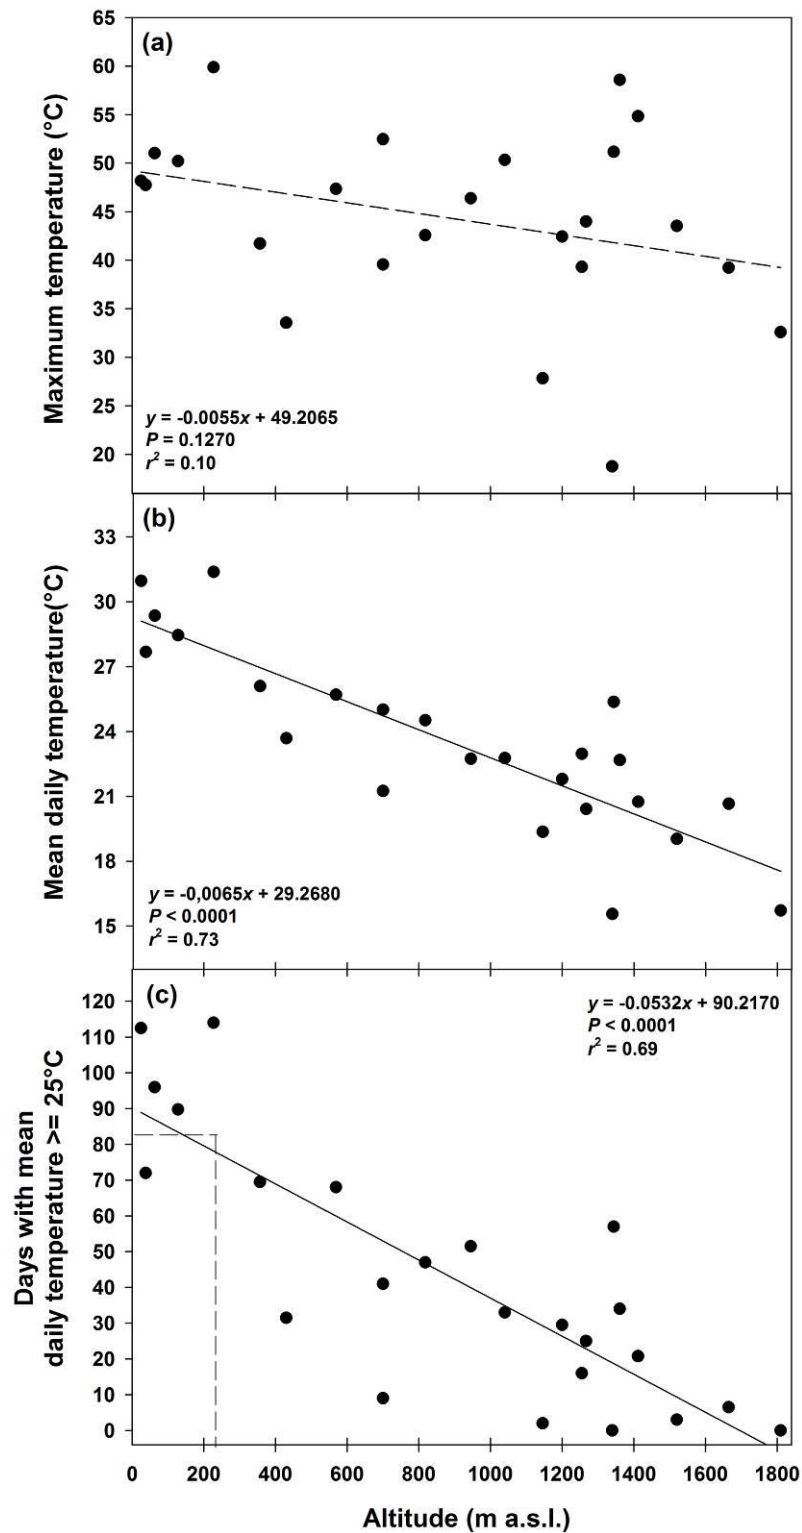 (a)
Maximum temperature (°C)
65
60
55
50
45
40
35
30
25
20
y = -0.0055x + 49.2065
P = 0.1270
r² = 0.10
(b)
Mean daily temperature(°C)
33
30
27
24
21
18
15
y = -0,0065x + 29.2680
P < 0.0001
r² = 0.73
(c)
Days with mean
daily temperature >= 25°C
120
110
100
90
80
70
60
50
40
30
20
10
0
y = -0.0532x + 90.2170
P < 0.0001
r² = 0.69
0 200 400 600 800 1000 1200 1400 1600 1800
Altitude (m a.s.l.)